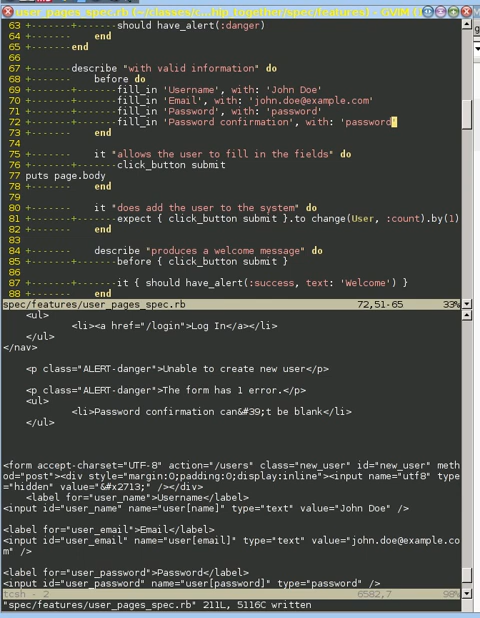 user_pages_spec.rb (~/classes/c...flip_together/spec/features) - GVIM
+-------+-------should have_alert(:danger)
64 +-------    end
65 +------end
66
67 +------describe "with valid information" do
68 +-------    before do
69 +-------+-------fill_in 'Username', with: 'John Doe'
70 +-------+-------fill_in 'Email', with: 'john.doe@example.com'
71 +-------+-------fill_in 'Password', with: 'password'
72 +-------+-------fill_in 'Password confirmation', with: 'password'
73 +-------    end
74
75 +-------    it "allows the user to fill in the fields" do
76 +-------+-------click_button submit
77 puts page.body
78 +-------    end
79
80 +-------    it "does add the user to the system" do
81 +-------+-------expect { click_button submit }.to change(User, :count).by(1)
82 +-------    end
83
84 +-------    describe "produces a welcome message" do
85 +-------+-------before { click_button submit }
86
87 +-------+-------it { should have_alert(:success, text: 'Welcome') }
88 +-------    end
spec/features/user_pages_spec.rb 72,51-65 33%
<ul>
<li><a href="/login">Log In</a></li>
</ul>
</nav>
<p class="ALERT-danger">Unable to create new user</p>
<p class="ALERT-danger">The form has 1 error.</p>
<ul>
<li>Password confirmation can&#39;t be blank</li>
</ul>
<form accept-charset="UTF-8" action="/users" class="new_user" id="new_user" meth
od="post"><div style="margin:0;padding:0;display:inline"><input name="utf8" type
="hidden" value="&#x2713;" /></div>
<label for="user_name">Username</label>
<input id="user_name" name="user[name]" type="text" value="John Doe" />
<label for="user_email">Email</label>
<input id="user_email" name="user[email]" type="text" value="john.doe@example.co
m" />
<label for="user_password">Password</label>
<input id="user_password" name="user[password]" type="password" />
tcsh - 2 6582,7 98%
"spec/features/user_pages_spec.rb" 211L, 5116C written